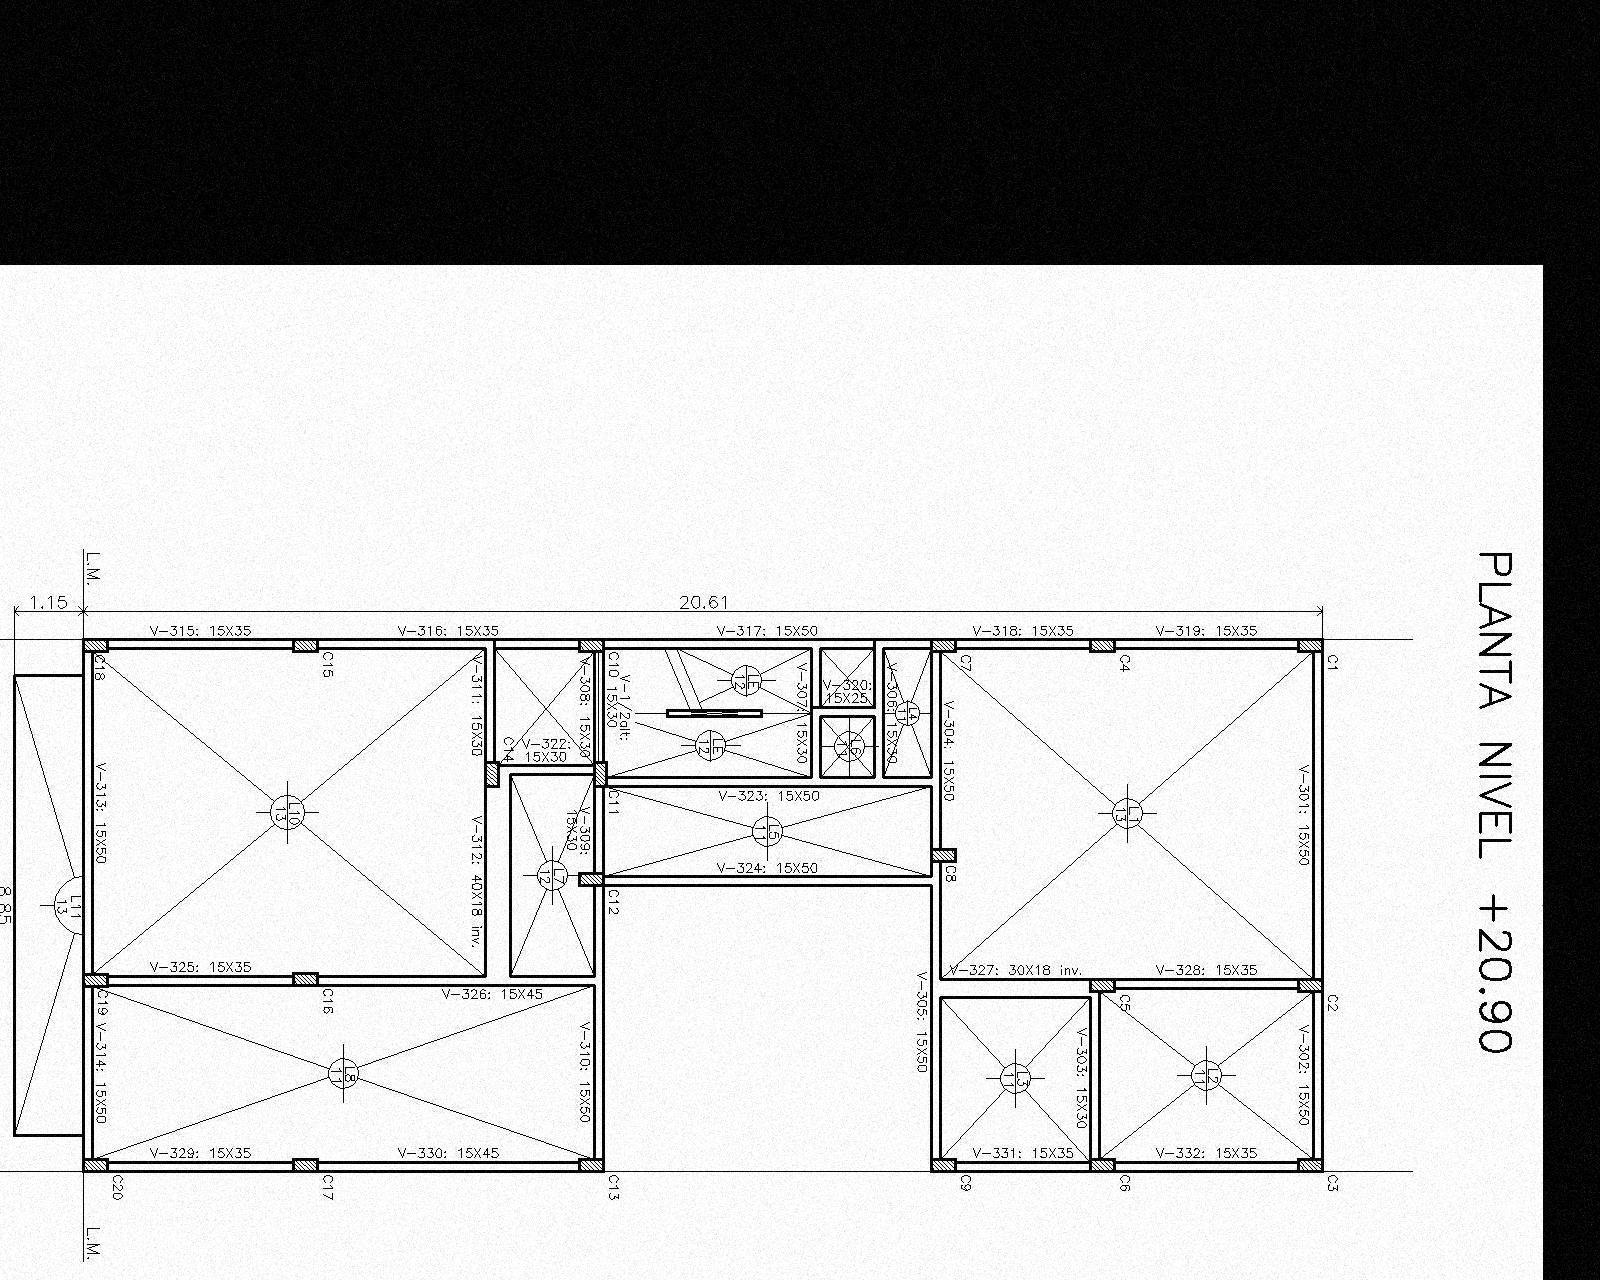 PLANTA NIVEL +20.90
L.M.
1.15
20.61
V-315: 15X35
V-316: 15X35
V-317: 15X50
V-318: 15X35
V-319: 15X35
C18
C15
C10
C7
C4
C1
V-311: 15X30
V-308: 15X30
V-1/2alt:
15X30
LE
12
V-307: 15X30
V-320:
15X25
V-306: 15X30
L4
11
V-304: 15X50
L6
11
LE
12
C14
V-322:
15X30
V-313: 15X50
L10
13
V-323: 15X50
C11
L5
11
V-309:
15X30
V-301: 15X50
L1
13
V-312: 40X18 inv.
L7
12
V-324: 15X50
C8
C12
8.85
L11
13
V-325: 15X35
V-326: 15X45
V-327: 30X18 inv.
V-328: 15X35
C19
C16
C5
C2
V-305: 15X50
V-314: 15X50
L8
11
V-310: 15X50
L3
11
V-303: 15X30
L2
11
V-302: 15X50
V-329: 15X35
V-330: 15X45
V-331: 15X35
V-332: 15X35
C20
C17
C13
C9
C6
C3
L.M.